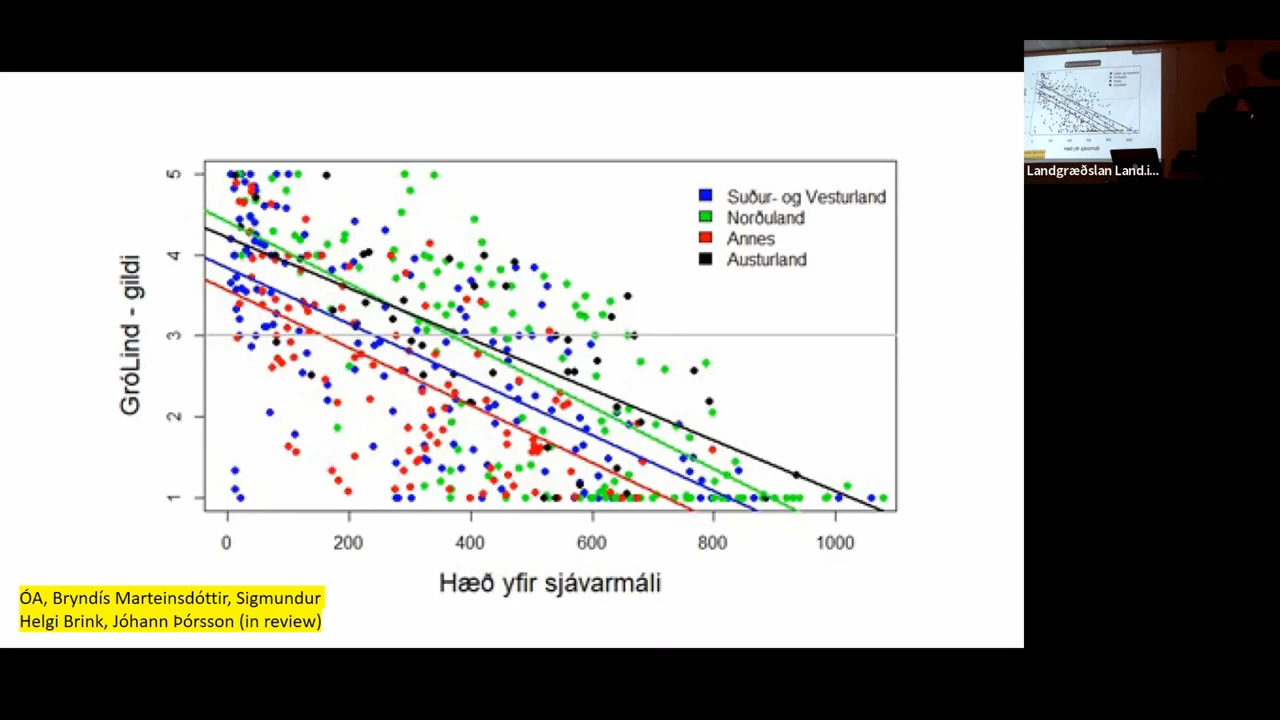 GróLind - gildi
5
4
3
2
1
Suður- og Vesturland
Norðuland
Annes
Austurland
0 200 400 600 800 1000
Hæð yfir sjávarmáli
ÓA, Bryndís Marteinsdóttir, Sigmundur
Helgi Brink, Jóhann Þórsson (in review)
Landgræðslan Land.i...